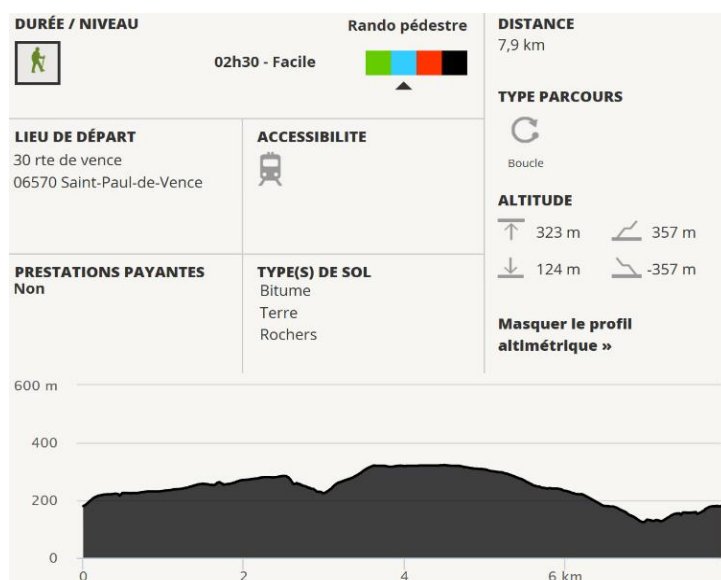 DURÉE / NIVEAU
Rando pédestre
02h30 - Facile
DISTANCE
7,9 km
TYPE PARCOURS
Boucle
LIEU DE DÉPART
30 rte de vence
06570 Saint-Paul-de-Vence
ACCESSIBILITE
ALTITUDE
323 m
357 m
124 m
-357 m
PRESTATIONS PAYANTES
Non
TYPE(S) DE SOL
Bitume
Terre
Rochers
Masquer le profil
altimétrique »
600 m
400
200
0
0
2
4
6 km